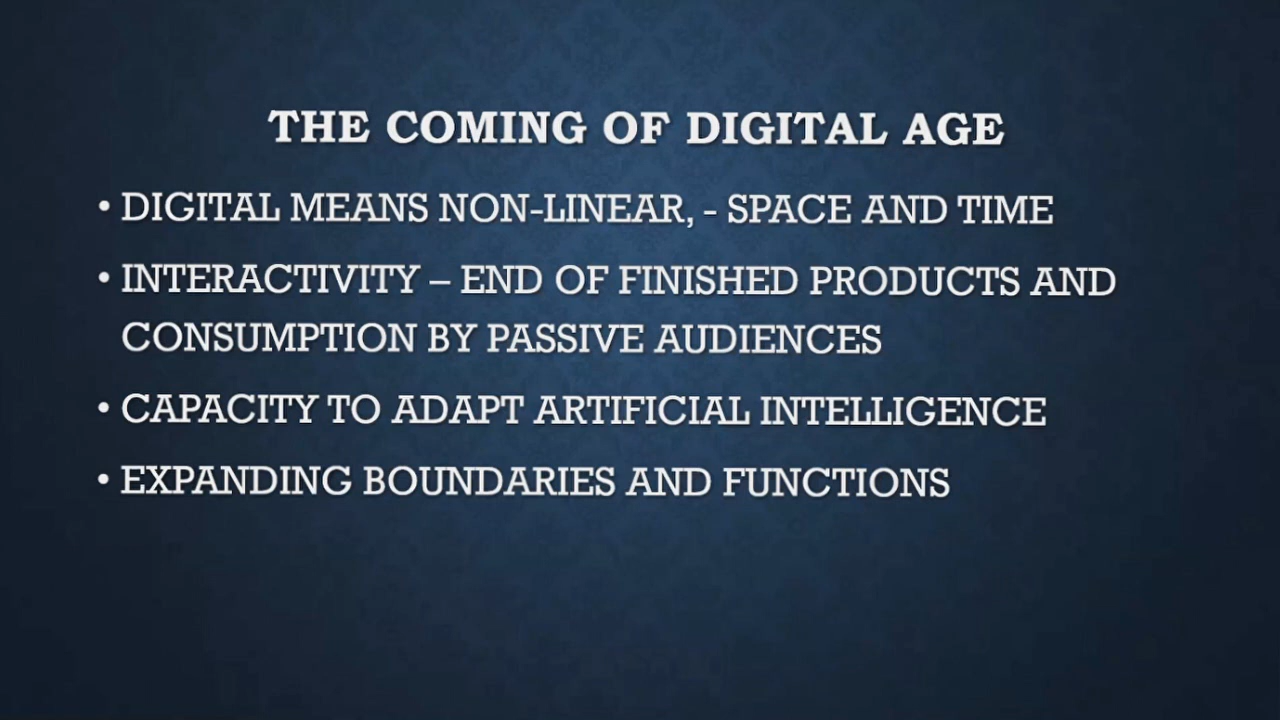 THE COMING OF DIGITAL AGE
• DIGITAL MEANS NON-LINEAR, - SPACE AND TIME
• INTERACTIVITY – END OF FINISHED PRODUCTS AND
CONSUMPTION BY PASSIVE AUDIENCES
• CAPACITY TO ADAPT ARTIFICIAL INTELLIGENCE
• EXPANDING BOUNDARIES AND FUNCTIONS